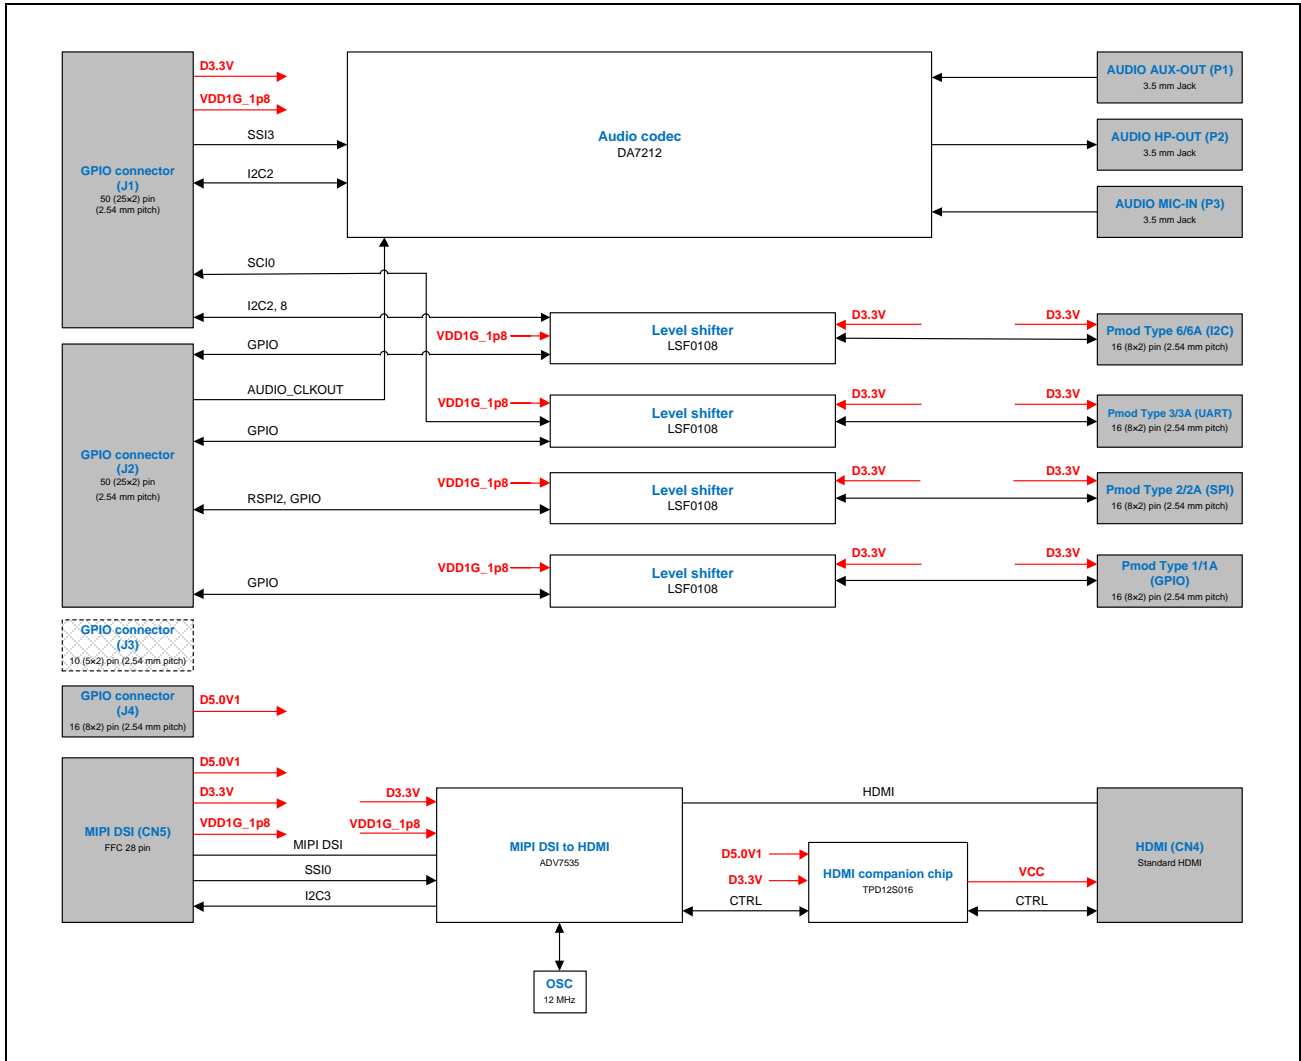 D3.3V
VDD1G_1p8
SSI3
I2C2
GPIO connector
(J1)
50 (25×2) pin
(2.54 mm pitch)
SCI0
I2C2, 8
Audio codec
DA7212
AUDIO AUX-OUT (P1)
3.5 mm Jack
AUDIO HP-OUT (P2)
3.5 mm Jack
AUDIO MIC-IN (P3)
3.5 mm Jack
GPIO
AUDIO_CLKOUT
GPIO
GPIO connector
(J2)
50 (25×2) pin
(2.54 mm pitch)
RSPI2, GPIO
GPIO
VDD1G_1p8
Level shifter
LSF0108
D3.3V
D3.3V
Pmod Type 6/6A (I2C)
16 (8×2) pin (2.54 mm pitch)
VDD1G_1p8
Level shifter
LSF0108
D3.3V
D3.3V
Pmod Type 3/3A (UART)
16 (8×2) pin (2.54 mm pitch)
VDD1G_1p8
Level shifter
LSF0108
D3.3V
D3.3V
Pmod Type 2/2A (SPI)
16 (8×2) pin (2.54 mm pitch)
VDD1G_1p8
Level shifter
LSF0108
D3.3V
D3.3V
Pmod Type 1/1A
(GPIO)
16 (8×2) pin (2.54 mm pitch)
GPIO connector
(J3)
10 (5×2) pin (2.54 mm pitch)
GPIO connector
(J4)
16 (8×2) pin (2.54 mm pitch)
D5.0V1
D5.0V1
D3.3V
VDD1G_1p8
MIPI DSI (CN5)
FFC 28 pin
MIPI DSI
SSI0
I2C3
D3.3V
VDD1G_1p8
MIPI DSI to HDMI
ADV7535
HDMI
D5.0V1
D3.3V
CTRL
HDMI companion chip
TPD12S016
VCC
CTRL
HDMI (CN4)
Standard HDMI
OSC
12 MHz